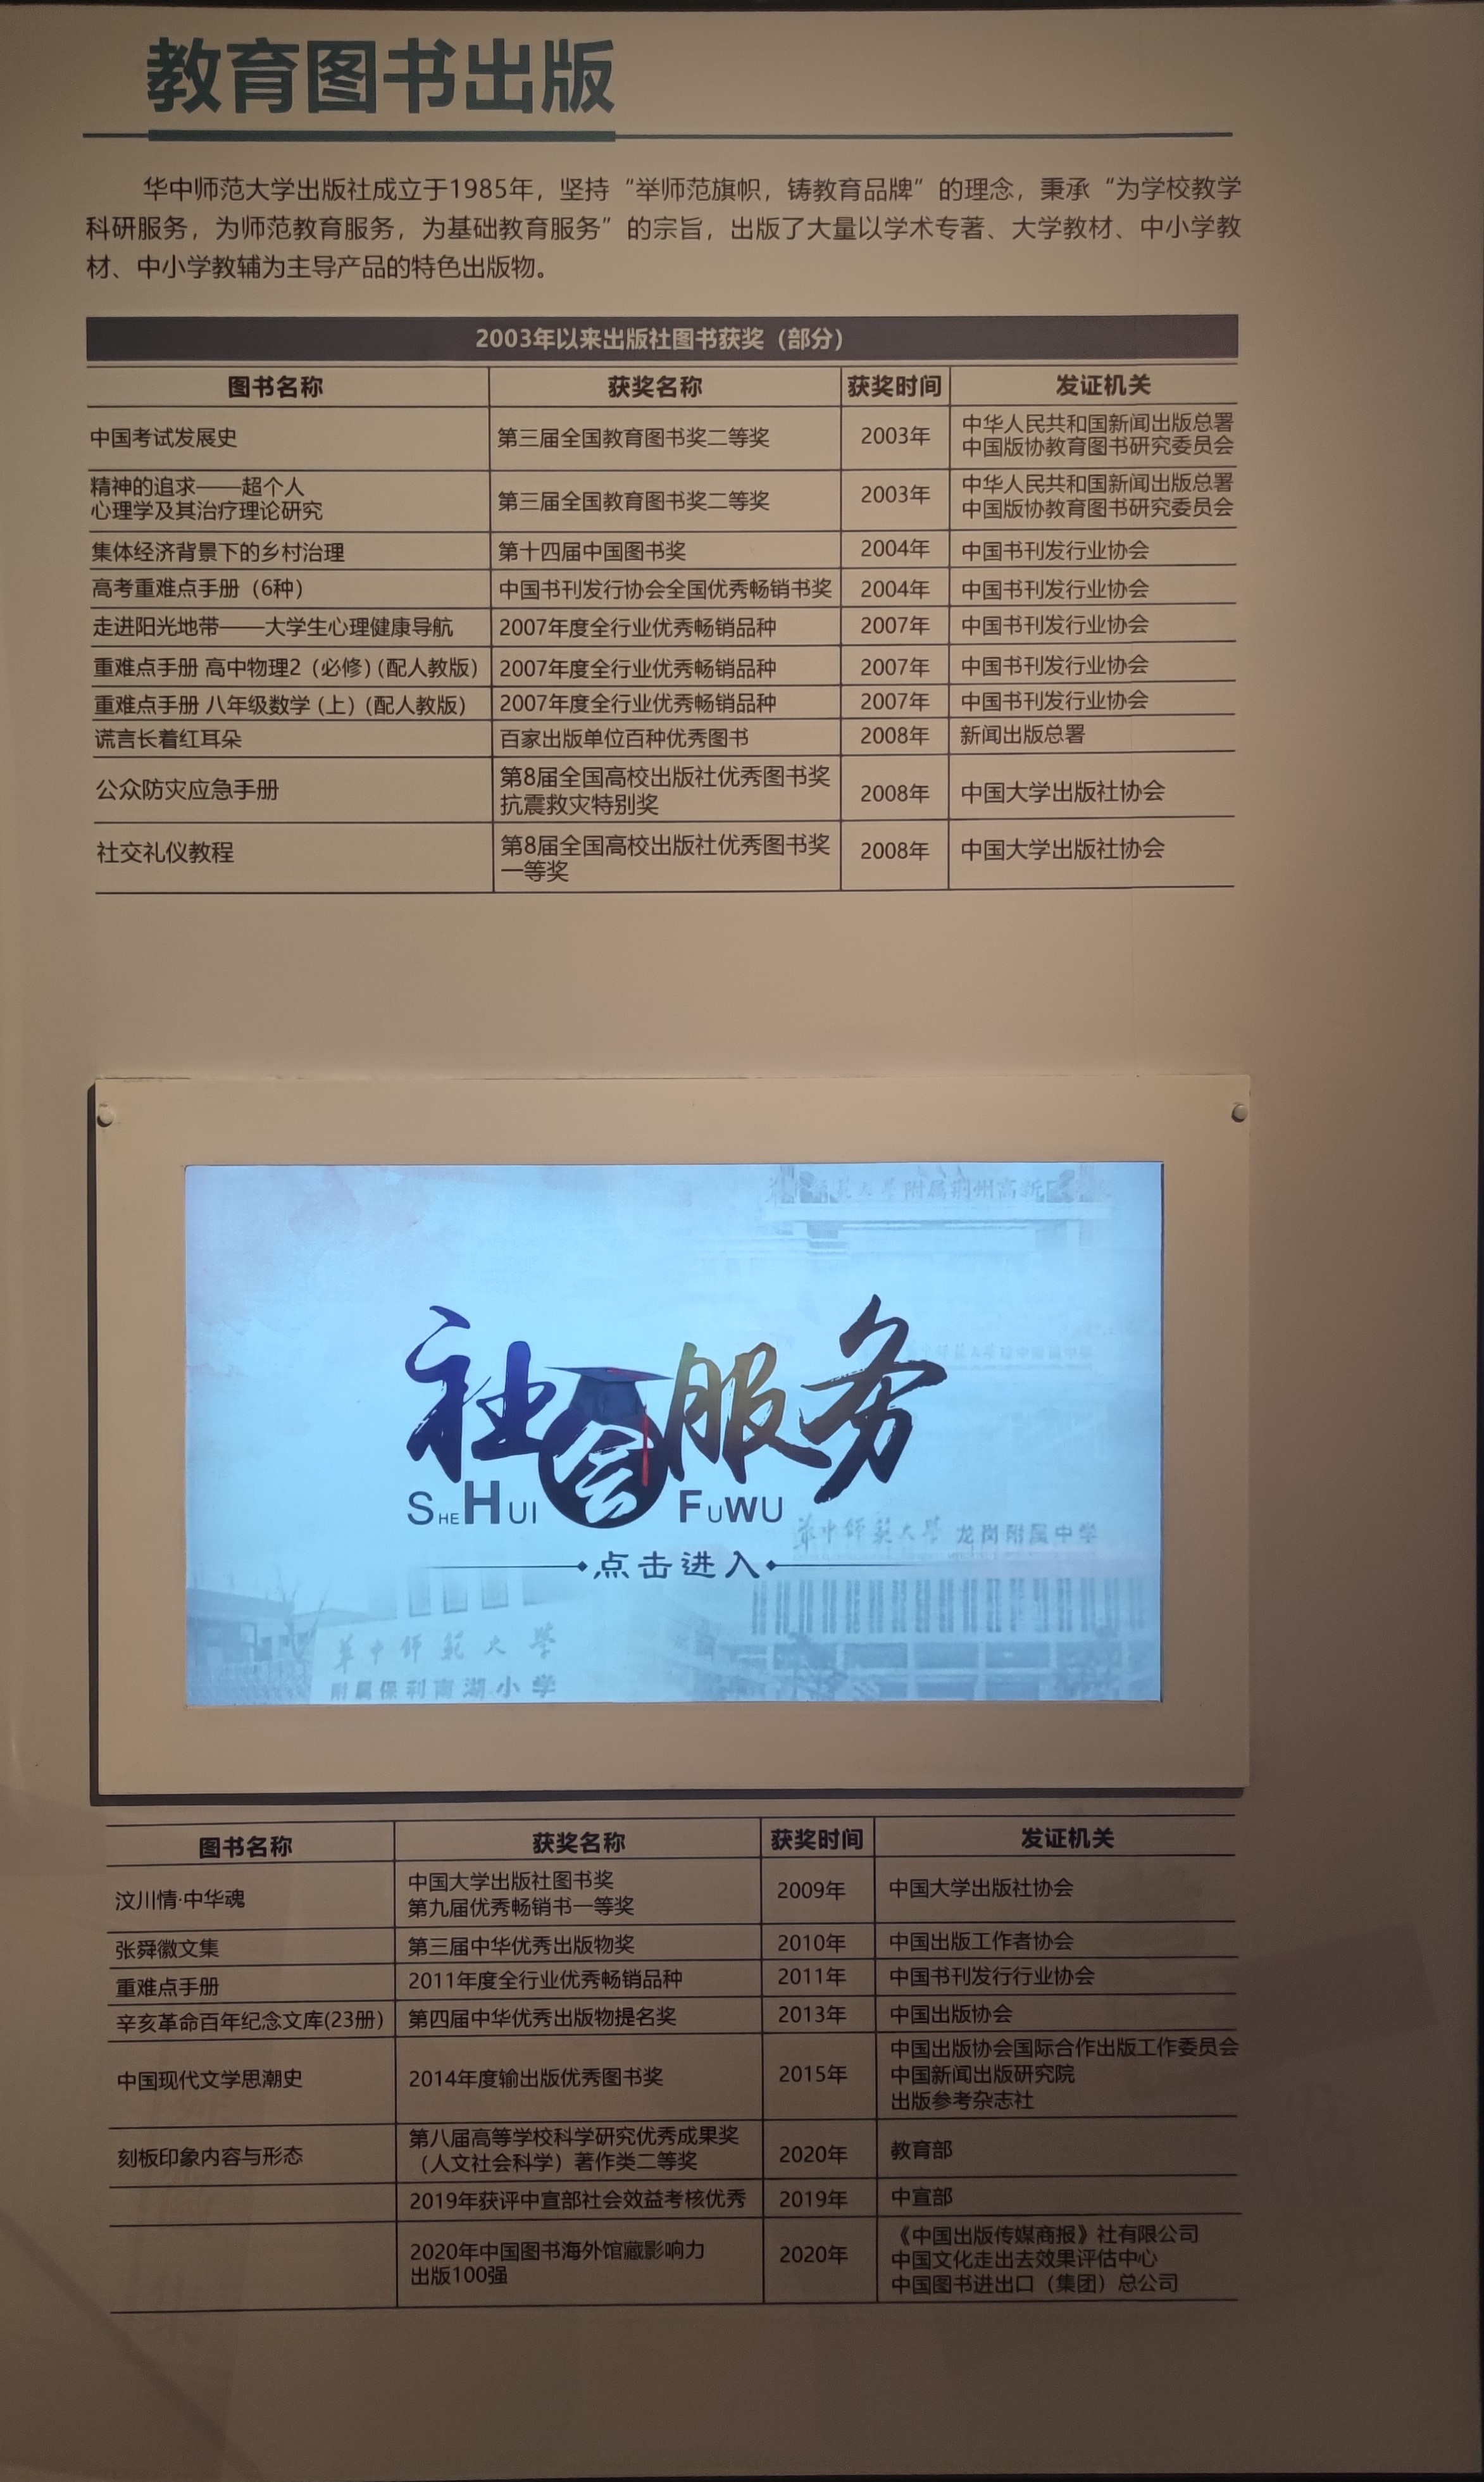 教育图书出版
华中师范大学出版社成立于1985年，坚持“举师范旗帜，铸教育品牌”的理念，秉承“为学校教学
科研服务，为师范教育服务，为基础教育服务”的宗旨，出版了大量以学术专著、大学教材、中小学教
材、中小学教辅为主导产品的特色出版物。
2003年以来出版社图书获奖（部分）
图书名称 获奖名称 获奖时间 发证机关
中国考试发展史 第三届全国教育图书奖二等奖 2003年 中华人民共和国新闻出版总署
中国版协教育图书研究委员会
精神的追求——超个人
心理学及其治疗理论研究 第三届全国教育图书奖二等奖 2003年 中华人民共和国新闻出版总署
中国版协教育图书研究委员会
集体经济背景下的乡村治理 第十四届中国图书奖 2004年 中国书刊发行业协会
高考重难点手册（6种） 中国书刊发行协会全国优秀畅销书奖 2004年 中国书刊发行业协会
走进阳光地带——大学生心理健康导航 2007年度全行业优秀畅销品种 2007年 中国书刊发行业协会
重难点手册 高中物理2（必修）（配人教版） 2007年度全行业优秀畅销品种 2007年 中国书刊发行业协会
重难点手册 八年级数学（上）（配人教版） 2007年度全行业优秀畅销品种 2007年 中国书刊发行业协会
谎言长着红耳朵 百家出版单位百种优秀图书 2008年 新闻出版总署
公众防灾应急手册 第8届全国高校出版社优秀图书奖
抗震救灾特别奖 2008年 中国大学出版社协会
社交礼仪教程 第8届全国高校出版社优秀图书奖
一等奖 2008年 中国大学出版社协会
社会服务
SHEHUI FUWU
点击进入
華中師範大學 龙岗附属中学
華中師範大學
附属保利南湖小学
图书名称 获奖名称 获奖时间 发证机关
汶川情·中华魂 中国大学出版社图书奖
第九届优秀畅销书一等奖 2009年 中国大学出版社协会
张舜徽文集 第三届中华优秀出版物奖 2010年 中国出版工作者协会
重难点手册 2011年度全行业优秀畅销品种 2011年 中国书刊发行行业协会
辛亥革命百年纪念文库(23册) 第四届中华优秀出版物提名奖 2013年 中国出版协会
中国现代文学思潮史 2014年度输出版优秀图书奖 2015年 中国出版协会国际合作出版工作委员会
中国新闻出版研究院
出版参考杂志社
刻板印象内容与形态 第八届高等学校科学研究优秀成果奖
（人文社会科学）著作类二等奖 2020年 教育部
2019年获评中宣部社会效益考核优秀 2019年 中宣部
2020年中国图书海外馆藏影响力
出版100强 2020年 《中国出版传媒商报》社有限公司
中国文化走出去效果评估中心
中国图书进出口（集团）总公司